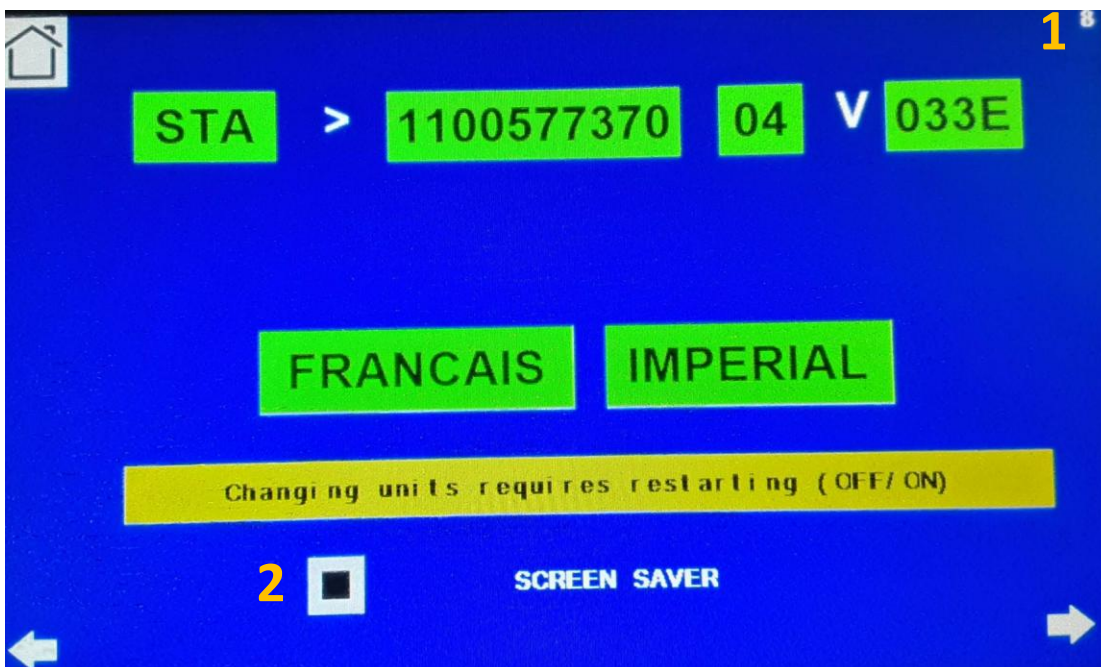 1 8
STA > 1100577370 04 V 033E
FRANCAIS IMPERIAL
Changing units requires restarting (OFF/ON)
2 SCREEN SAVER